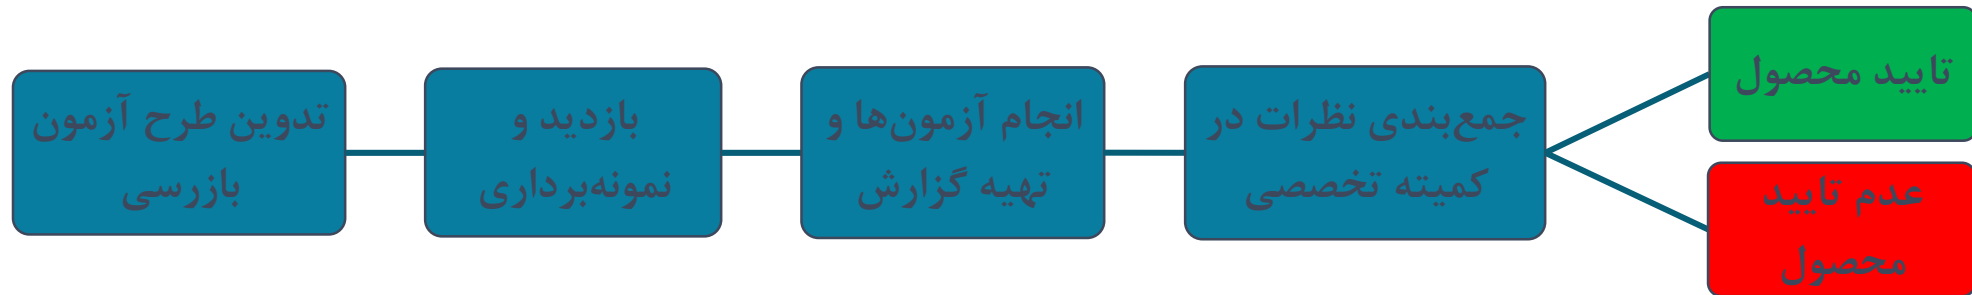 تدوین طرح آزمون
بازرسی
بازدید و
نمونه‌برداری
انجام آزمون‌ها و
تهیه گزارش
جمع‌بندی نظرات در
کمیته تخصصی
تایید محصول
عدم تایید
محصول